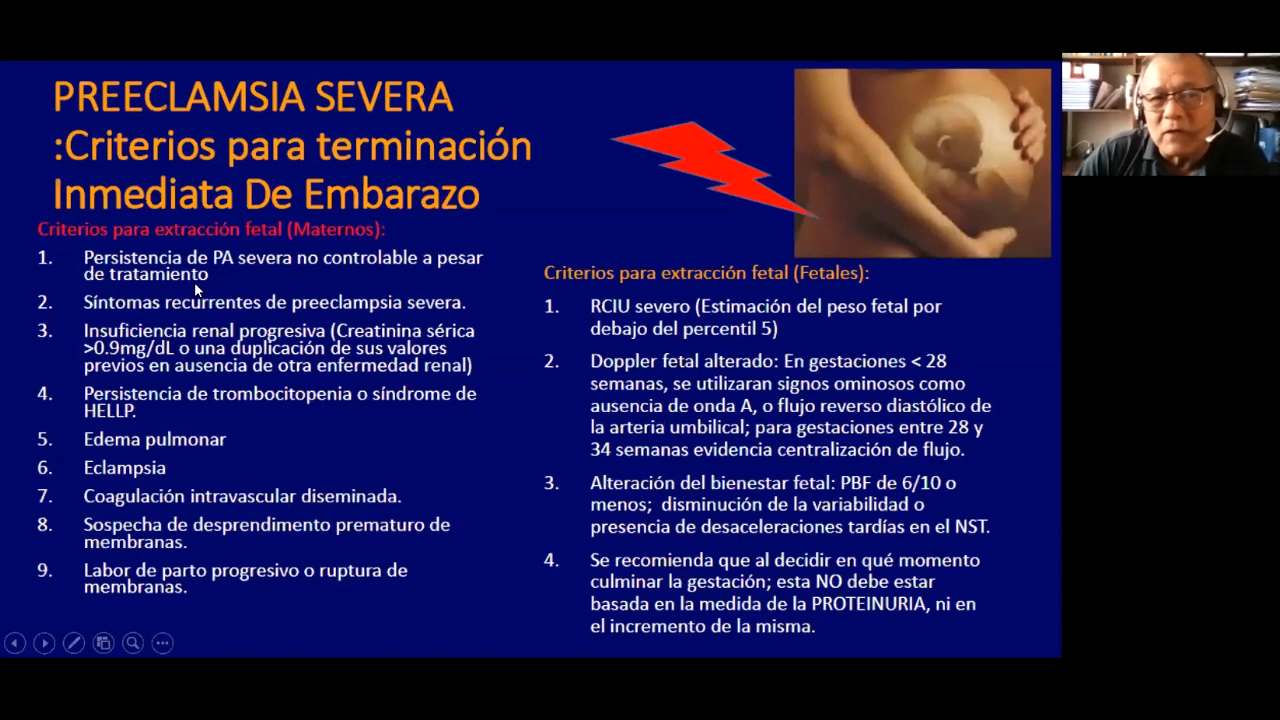 PREECLAMSIA SEVERA
:Criterios para terminación
Inmediata De Embarazo
Criterios para extracción fetal (Maternos):
1. Persistencia de PA severa no controlable a pesar
de tratamiento
2. Síntomas recurrentes de preeclampsia severa.
3. Insuficiencia renal progresiva (Creatinina sérica
>0.9mg/dL o una duplicación de sus valores
previos en ausencia de otra enfermedad renal)
4. Persistencia de trombocitopenia o síndrome de
HELLP.
5. Edema pulmonar
6. Eclampsia
7. Coagulación intravascular diseminada.
8. Sospecha de desprendimento prematuro de
membranas.
9. Labor de parto progresivo o ruptura de
membranas.
Criterios para extracción fetal (Fetales):
1. RCIU severo (Estimación del peso fetal por
debajo del percentil 5)
2. Doppler fetal alterado: En gestaciones < 28
semanas, se utilizaran signos ominosos como
ausencia de onda A, o flujo reverso diastólico de
la arteria umbilical; para gestaciones entre 28 y
34 semanas evidencia centralización de flujo.
3. Alteración del bienestar fetal: PBF de 6/10 o
menos; disminución de la variabilidad o
presencia de desaceleraciones tardías en el NST.
4. Se recomienda que al decidir en qué momento
culminar la gestación; esta NO debe estar
basada en la medida de la PROTEINURIA, ni en
el incremento de la misma.